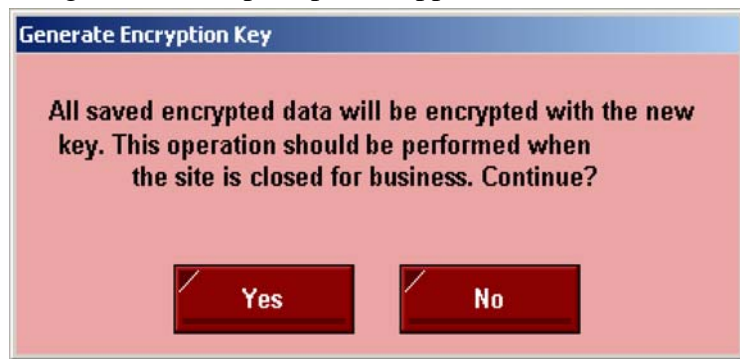 Generate Encryption Key
All saved encrypted data will be encrypted with the new
key. This operation should be performed when
the site is closed for business. Continue?
Yes No